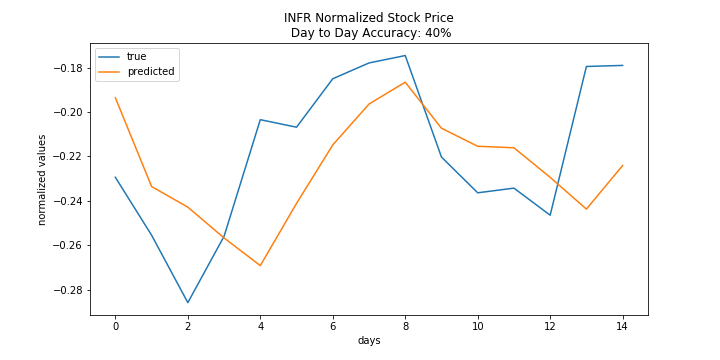 INFR Normalized Stock Price
Day to Day Accuracy: 40%
true
predicted
−0.18
−0.20
−0.22
−0.24
−0.26
−0.28
normalized values
0 2 4 6 8 10 12 14
days